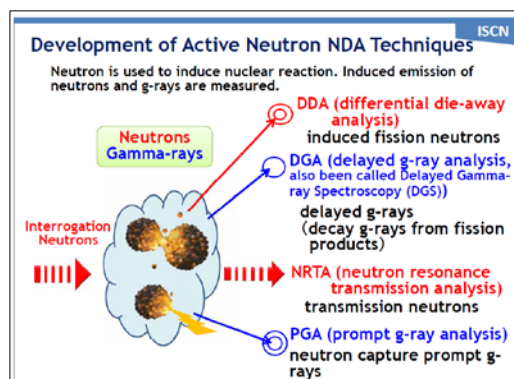 ISCN
Development of Active Neutron NDA Techniques
Neutron is used to induce nuclear reaction. Induced emission of
neutrons and g-rays are measured.
Neutrons
Gamma-rays
Interrogation
Neutrons
DDA (differential die-away
analysis)
induced fission neutrons
DGA (delayed g-ray analysis,
also been called Delayed Gamma-
ray Spectroscopy (DGS))
delayed g-rays
(decay g-rays from fission
products)
NRTA (neutron resonance
transmission analysis)
transmission neutrons
PGA (prompt g-ray analysis)
neutron capture prompt g-
rays